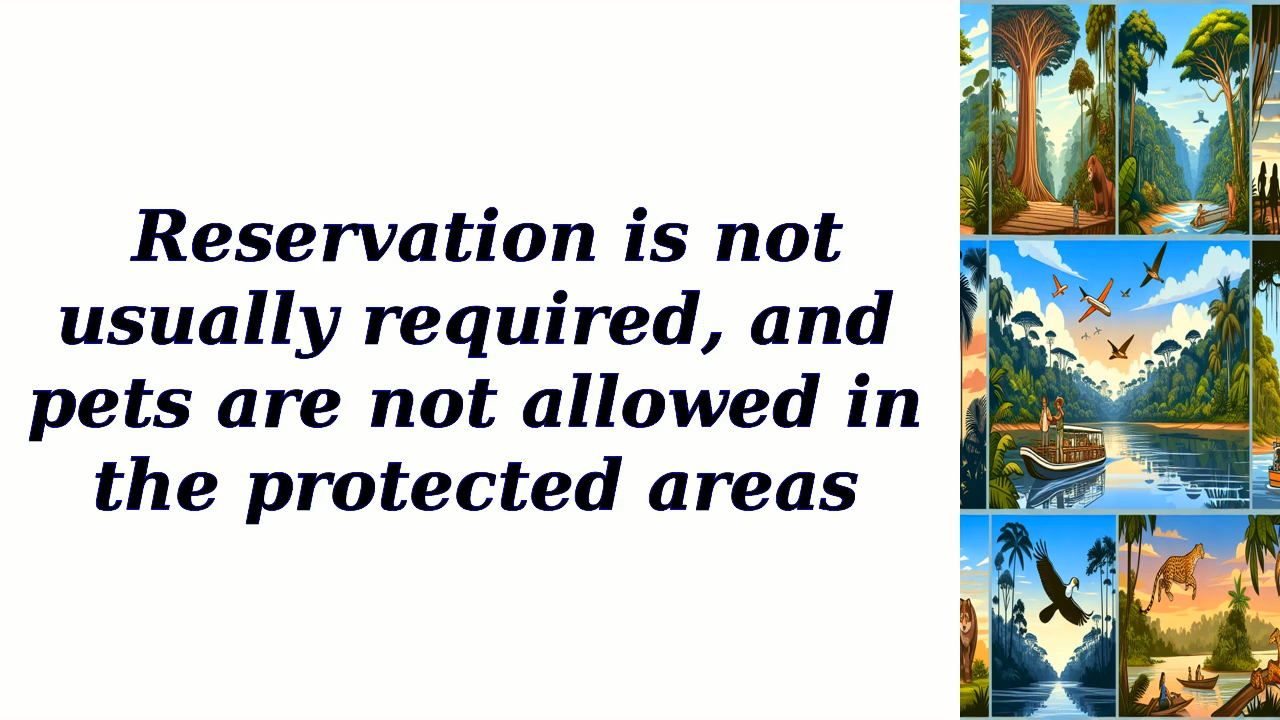 Reservation is not
usually required, and
pets are not allowed in
the protected areas